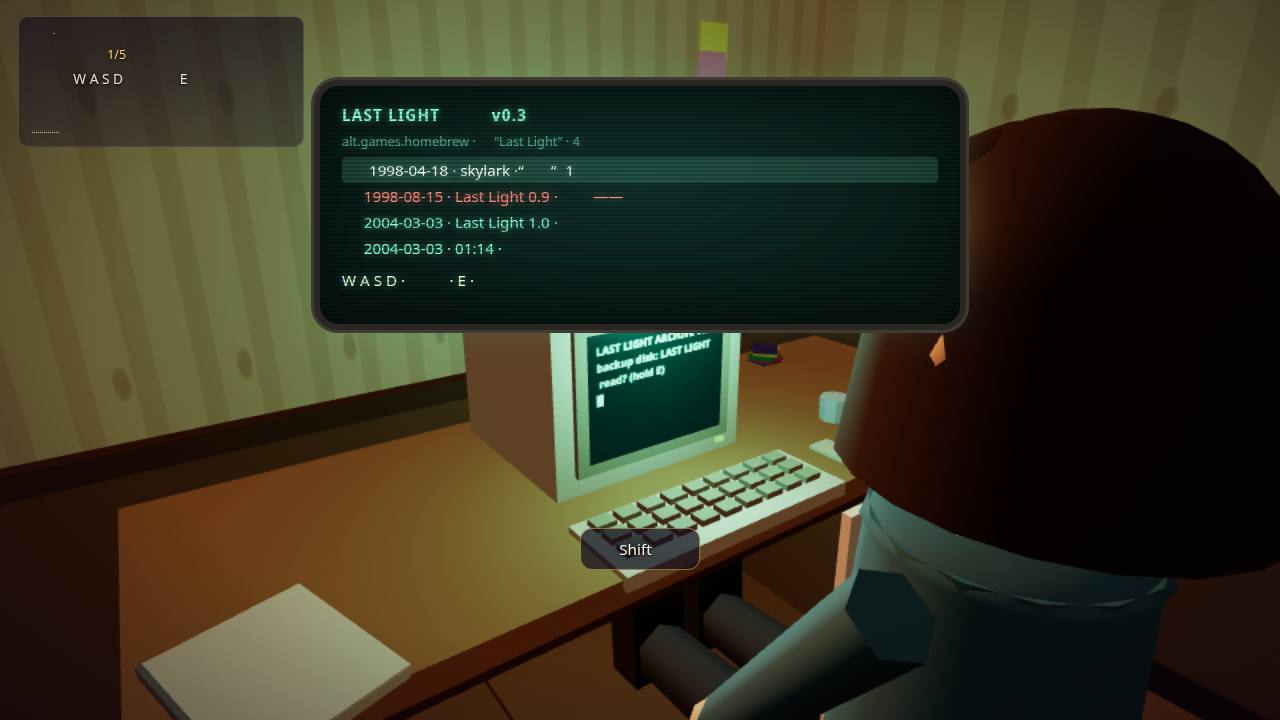 1/5
W A S D E
LAST LIGHT v0.3
alt.games.homebrew · “Last Light” · 4
1998-04-18 · skylark ·“ ” 1
1998-08-15 · Last Light 0.9 · ——
2004-03-03 · Last Light 1.0 ·
2004-03-03 · 01:14 ·
W A S D · · E ·
LAST LIGHT ARCHIVE
backup disk: LAST LIGHT
read? (hold E)
Shift